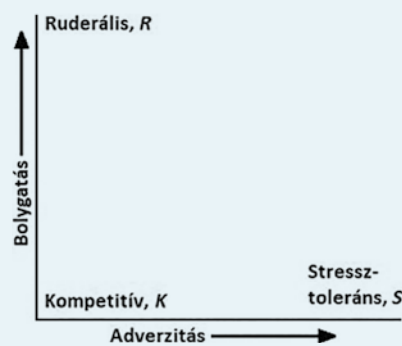 Ruderális, R
Bolygatás
Stressz-
toleráns, S
Kompetitív, K
Adverzitás